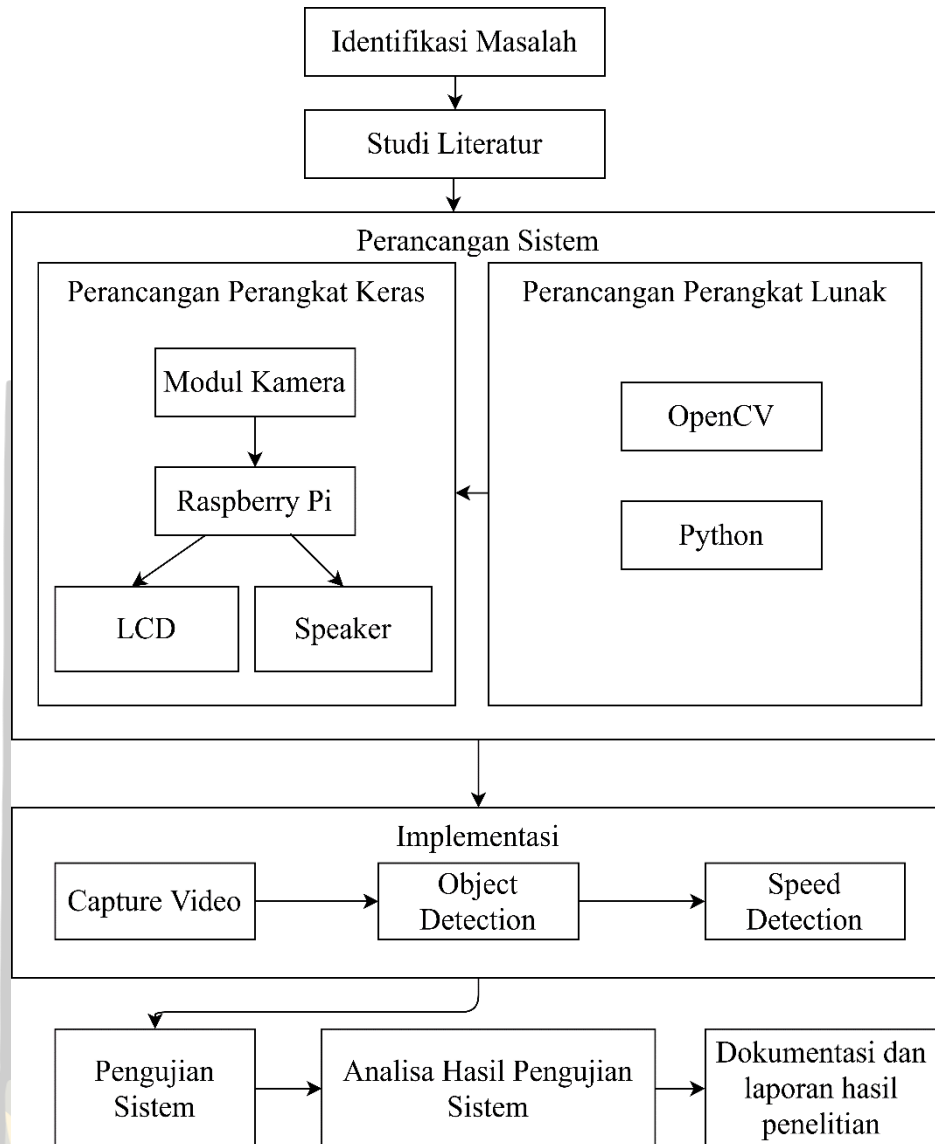 Identifikasi Masalah
Studi Literatur
Perancangan Sistem
Perancangan Perangkat Keras
Modul Kamera
Raspberry Pi
LCD
Speaker
Perancangan Perangkat Lunak
OpenCV
Python
Implementasi
Capture Video
Object
Detection
Speed
Detection
Pengujian
Sistem
Analisa Hasil Pengujian
Sistem
Dokumentasi dan
laporan hasil
penelitian